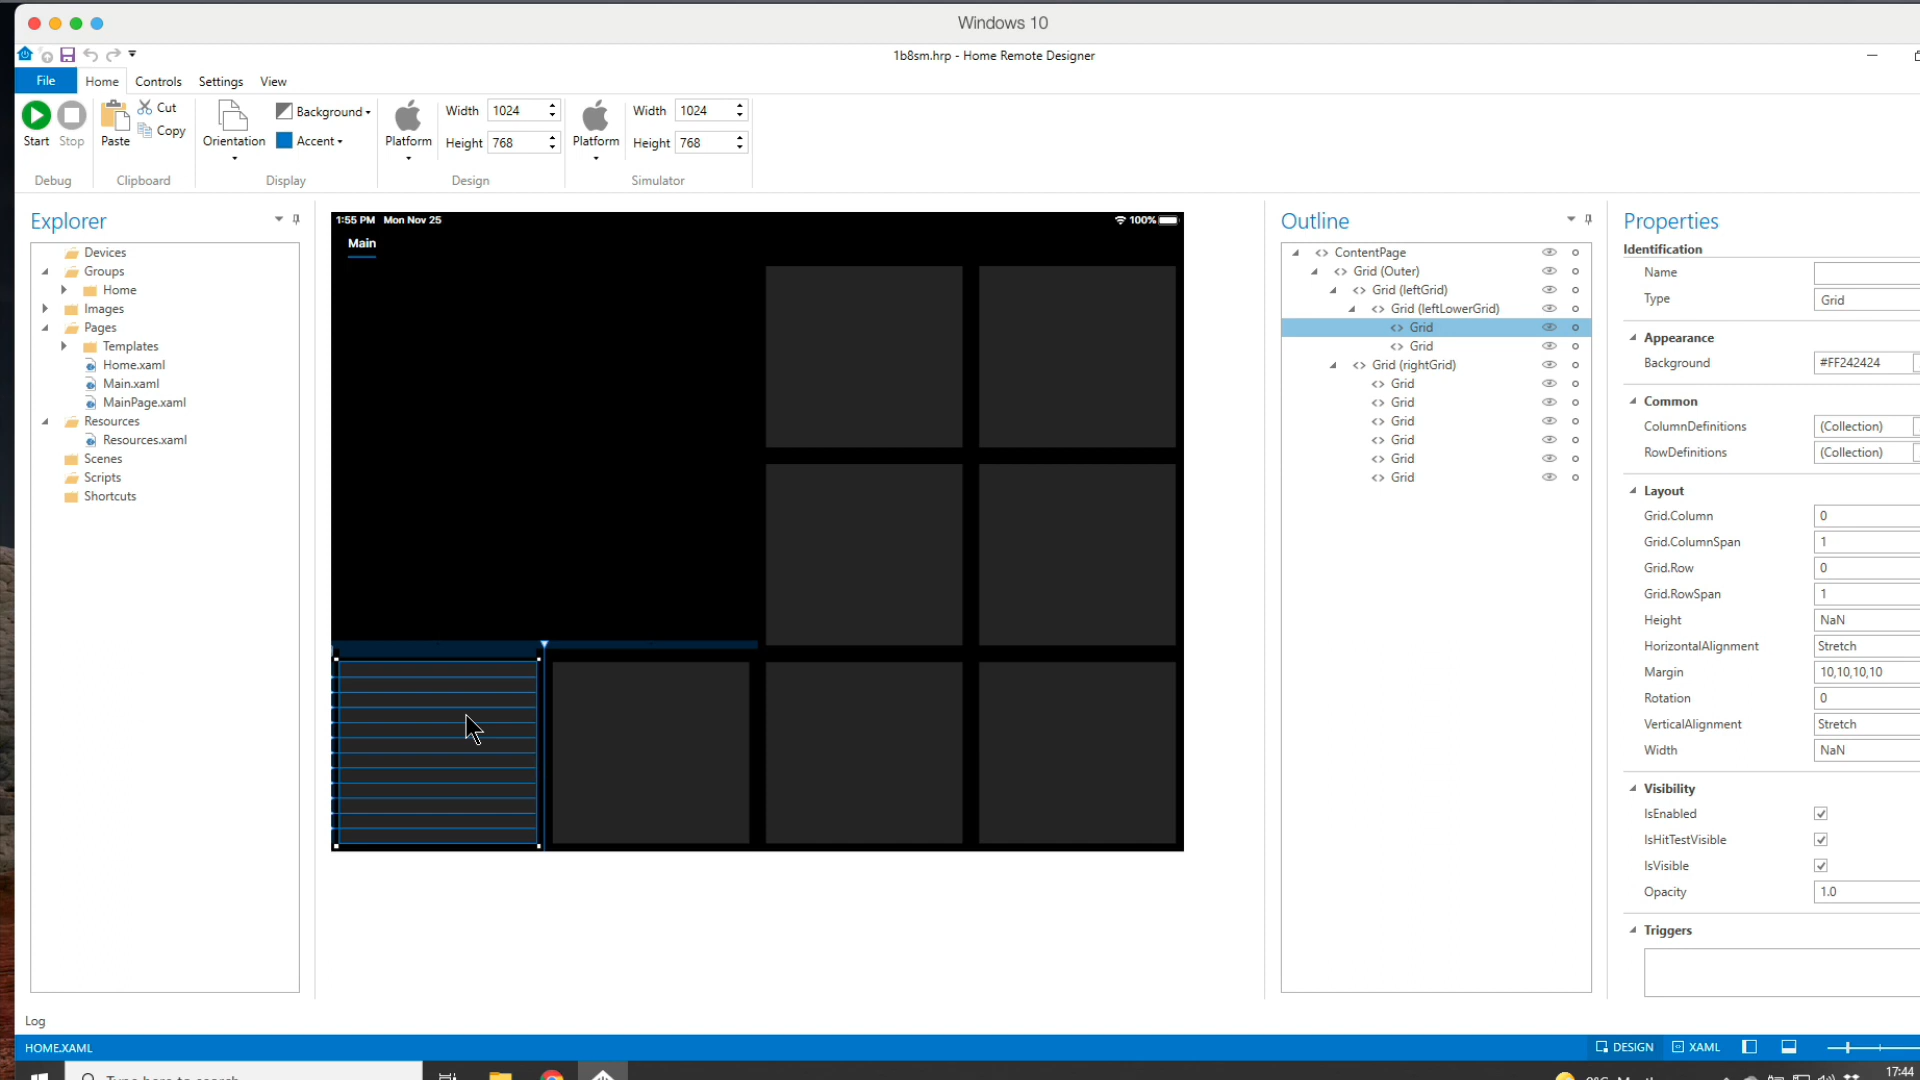 Windows 10
1b8sm.hrp - Home Remote Designer
File
Home
Controls
Settings
View
Start
Stop
Debug
Paste
Cut
Copy
Clipboard
Orientation
Background
Accent
Display
Platform
Width 1024
Height 768
Design
Platform
Width 1024
Height 768
Simulator
Explorer
Devices
Groups
Home
Images
Pages
Templates
Home.xaml
Main.xaml
MainPage.xaml
Resources
Resources.xaml
Scenes
Scripts
Shortcuts
1:55 PM Mon Nov 25
100%
Main
Outline
<> ContentPage
<> Grid (Outer)
<> Grid (leftGrid)
<> Grid (leftLowerGrid)
<> Grid
<> Grid
<> Grid (rightGrid)
<> Grid
<> Grid
<> Grid
<> Grid
<> Grid
<> Grid
Properties
Identification
Name
Type Grid
Appearance
Background #FF242424
Common
ColumnDefinitions (Collection)
RowDefinitions (Collection)
Layout
Grid.Column 0
Grid.ColumnSpan 1
Grid.Row 0
Grid.RowSpan 1
Height NaN
HorizontalAlignment Stretch
Margin 10,10,10,10
Rotation 0
VerticalAlignment Stretch
Width NaN
Visibility
IsEnabled
IsHitTestVisible
IsVisible
Opacity 1.0
Triggers
Log
HOME.XAML
DESIGN
XAML
17:44